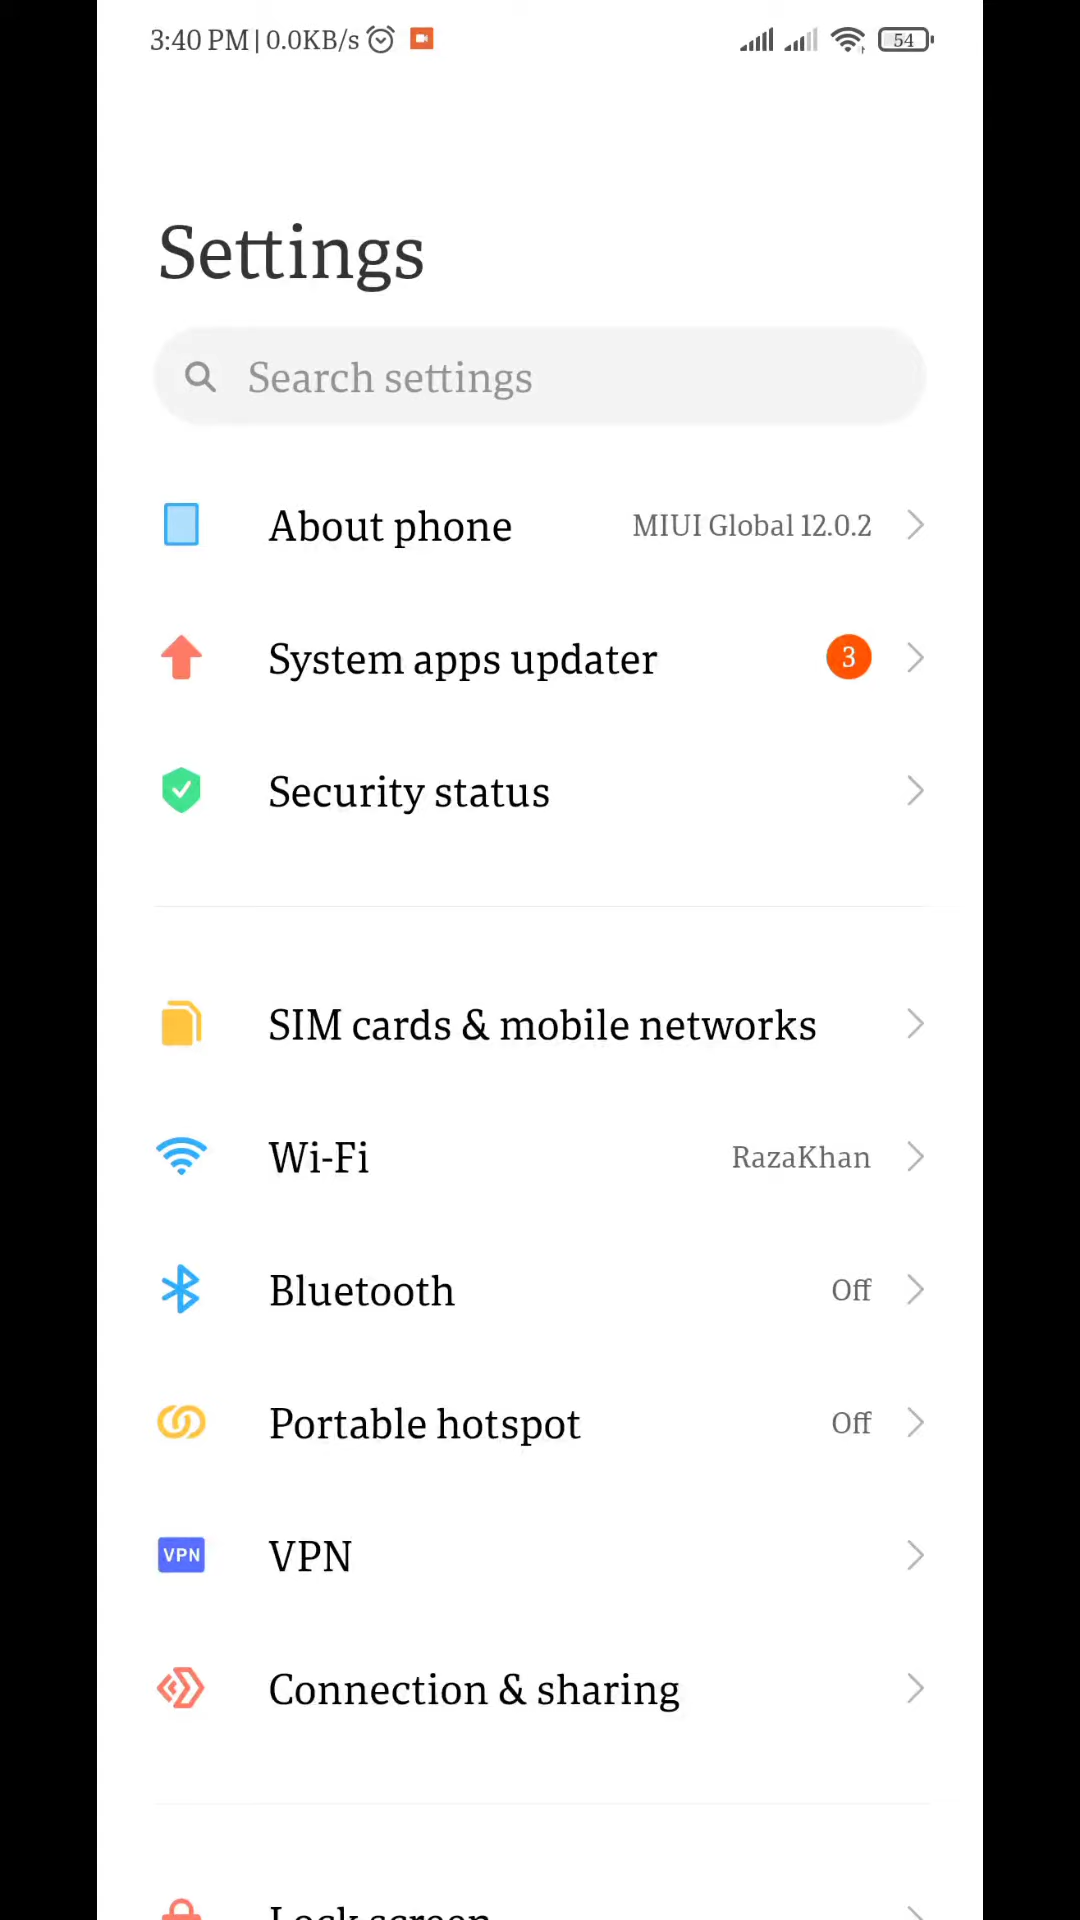 3:40 PM | 0.0KB/s 54
Settings
Search settings
About phone MIUI Global 12.0.2
System apps updater 3
Security status
SIM cards & mobile networks
Wi-Fi RazaKhan
Bluetooth Off
Portable hotspot Off
VPN VPN
Connection & sharing
Lock screen